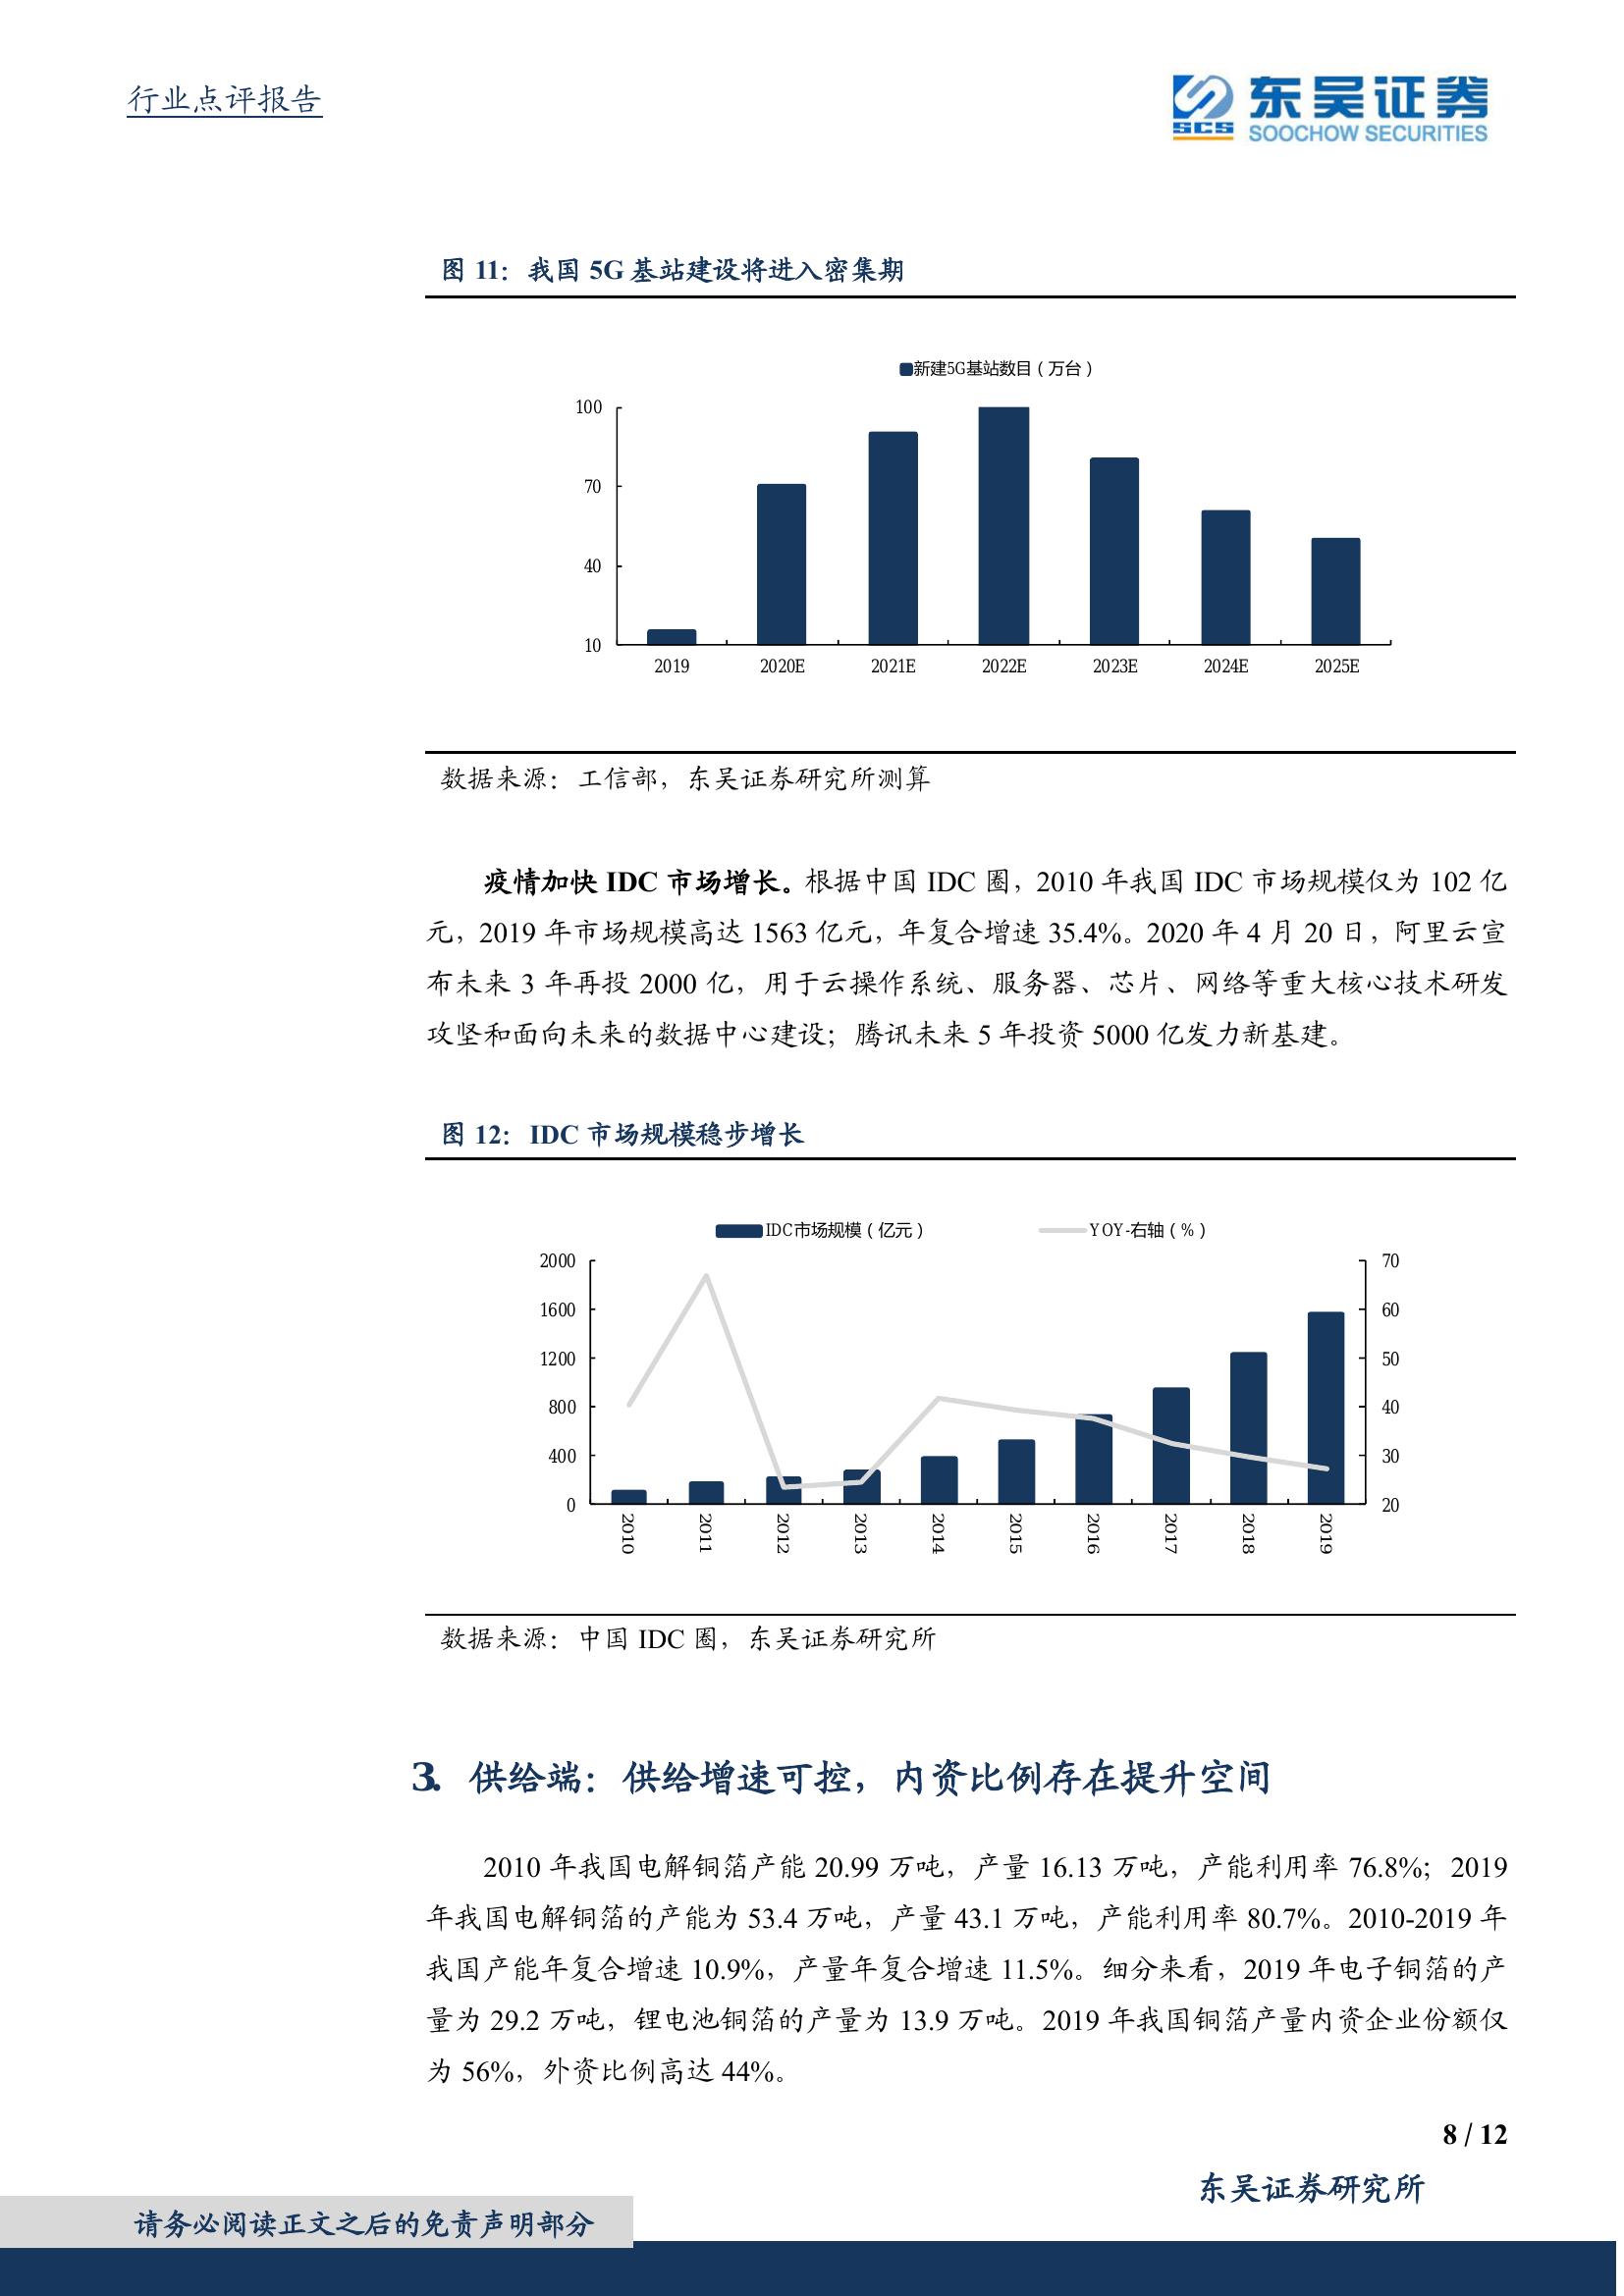 行业点评报告
东吴证券
SCS
SOOCHOW SECURITIES
图 11：我国 5G 基站建设将进入密集期
新建5G基站数目（万台）
100
70
40
10
2019 2020E 2021E 2022E 2023E 2024E 2025E
数据来源：工信部，东吴证券研究所测算
疫情加快 IDC 市场增长。根据中国 IDC 圈，2010 年我国 IDC 市场规模仅为 102 亿
元，2019 年市场规模高达 1563 亿元，年复合增速 35.4%。2020 年 4 月 20 日，阿里云宣
布未来 3 年再投 2000 亿，用于云操作系统、服务器、芯片、网络等重大核心技术研发
攻坚和面向未来的数据中心建设；腾讯未来 5 年投资 5000 亿发力新基建。
图 12：IDC 市场规模稳步增长
IDC市场规模（亿元） YOY-右轴（%）
2000 70
1600 60
1200 50
800 40
400 30
0 20
2010 2011 2012 2013 2014 2015 2016 2017 2018 2019
数据来源：中国 IDC 圈，东吴证券研究所
3. 供给端：供给增速可控，内资比例存在提升空间
2010 年我国电解铜箔产能 20.99 万吨，产量 16.13 万吨，产能利用率 76.8%；2019
年我国电解铜箔的产能为 53.4 万吨，产量 43.1 万吨，产能利用率 80.7%。2010-2019 年
我国产能年复合增速 10.9%，产量年复合增速 11.5%。细分来看，2019 年电子铜箔的产
量为 29.2 万吨，锂电池铜箔的产量为 13.9 万吨。2019 年我国铜箔产量内资企业份额仅
为 56%，外资比例高达 44%。
8 / 12
东吴证券研究所
请务必阅读正文之后的免责声明部分